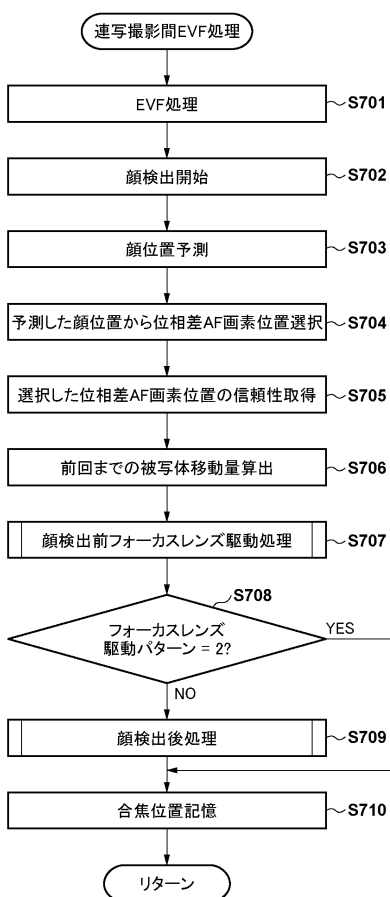 連写撮影間EVF処理
EVF処理
S701
顔検出開始
S702
顔位置予測
S703
予測した顔位置から位相差AF画素位置選択
S704
選択した位相差AF画素位置の信頼性取得
S705
前回までの被写体移動量算出
S706
顔検出前フォーカスレンズ駆動処理
S707
S708
フォーカスレンズ
駆動パターン = 2?
YES
NO
顔検出後処理
S709
合焦位置記憶
S710
リターン